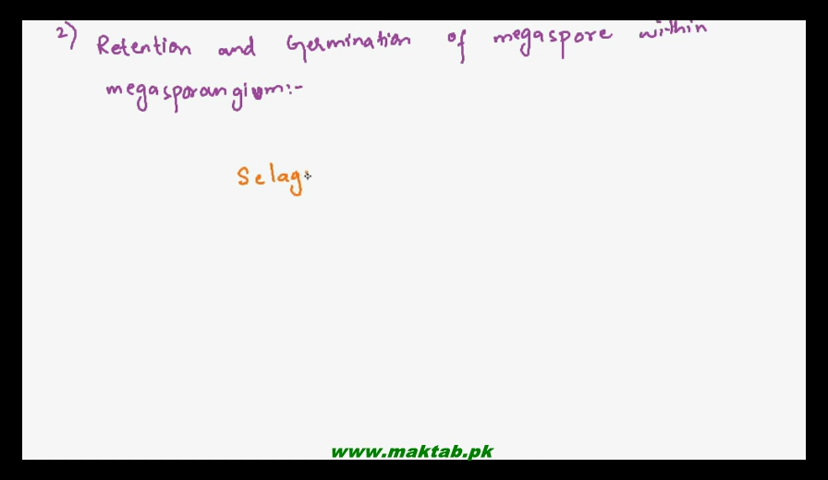 2) Retention and Germination of megaspore within
megasporangium:-
Selag
www.maktab.pk